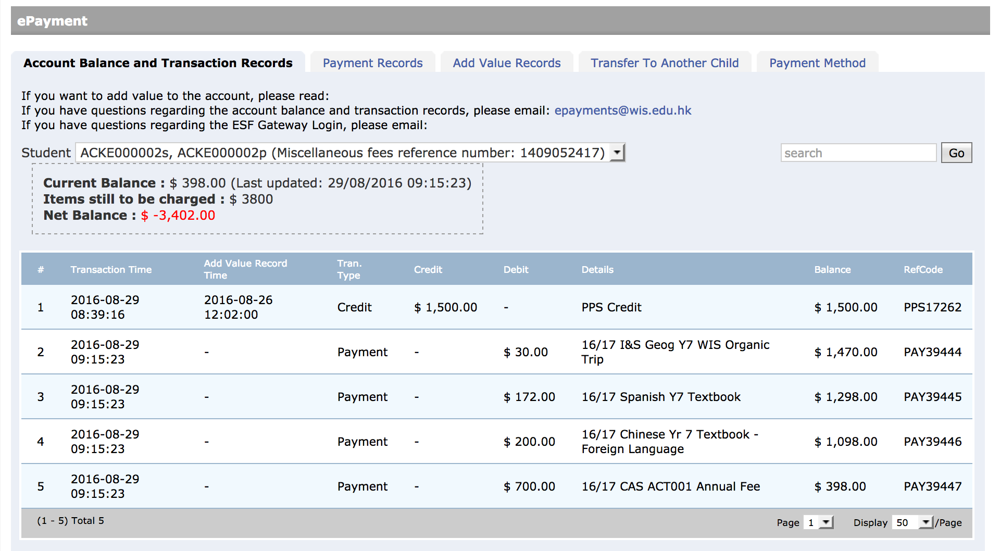 ePayment
Account Balance and Transaction Records Payment Records Add Value Records Transfer To Another Child Payment Method
If you want to add value to the account, please read:
If you have questions regarding the account balance and transaction records, please email: epayments@wis.edu.hk
If you have questions regarding the ESF Gateway Login, please email:
Student ACKE000002s, ACKE000002p (Miscellaneous fees reference number: 1409052417) search Go
Current Balance : $ 398.00 (Last updated: 29/08/2016 09:15:23)
Items still to be charged : $ 3800
Net Balance : $ -3,402.00
# Transaction Time Add Value Record Time Tran. Type Credit Debit Details Balance RefCode
1 2016-08-29 08:39:16 2016-08-26 12:02:00 Credit $ 1,500.00 - PPS Credit $ 1,500.00 PPS17262
2 2016-08-29 09:15:23 - Payment - $ 30.00 16/17 I&S Geog Y7 WIS Organic Trip $ 1,470.00 PAY39444
3 2016-08-29 09:15:23 - Payment - $ 172.00 16/17 Spanish Y7 Textbook $ 1,298.00 PAY39445
4 2016-08-29 09:15:23 - Payment - $ 200.00 16/17 Chinese Yr 7 Textbook - Foreign Language $ 1,098.00 PAY39446
5 2016-08-29 09:15:23 - Payment - $ 700.00 16/17 CAS ACT001 Annual Fee $ 398.00 PAY39447
(1 - 5) Total 5 Page 1 Display 50 /Page